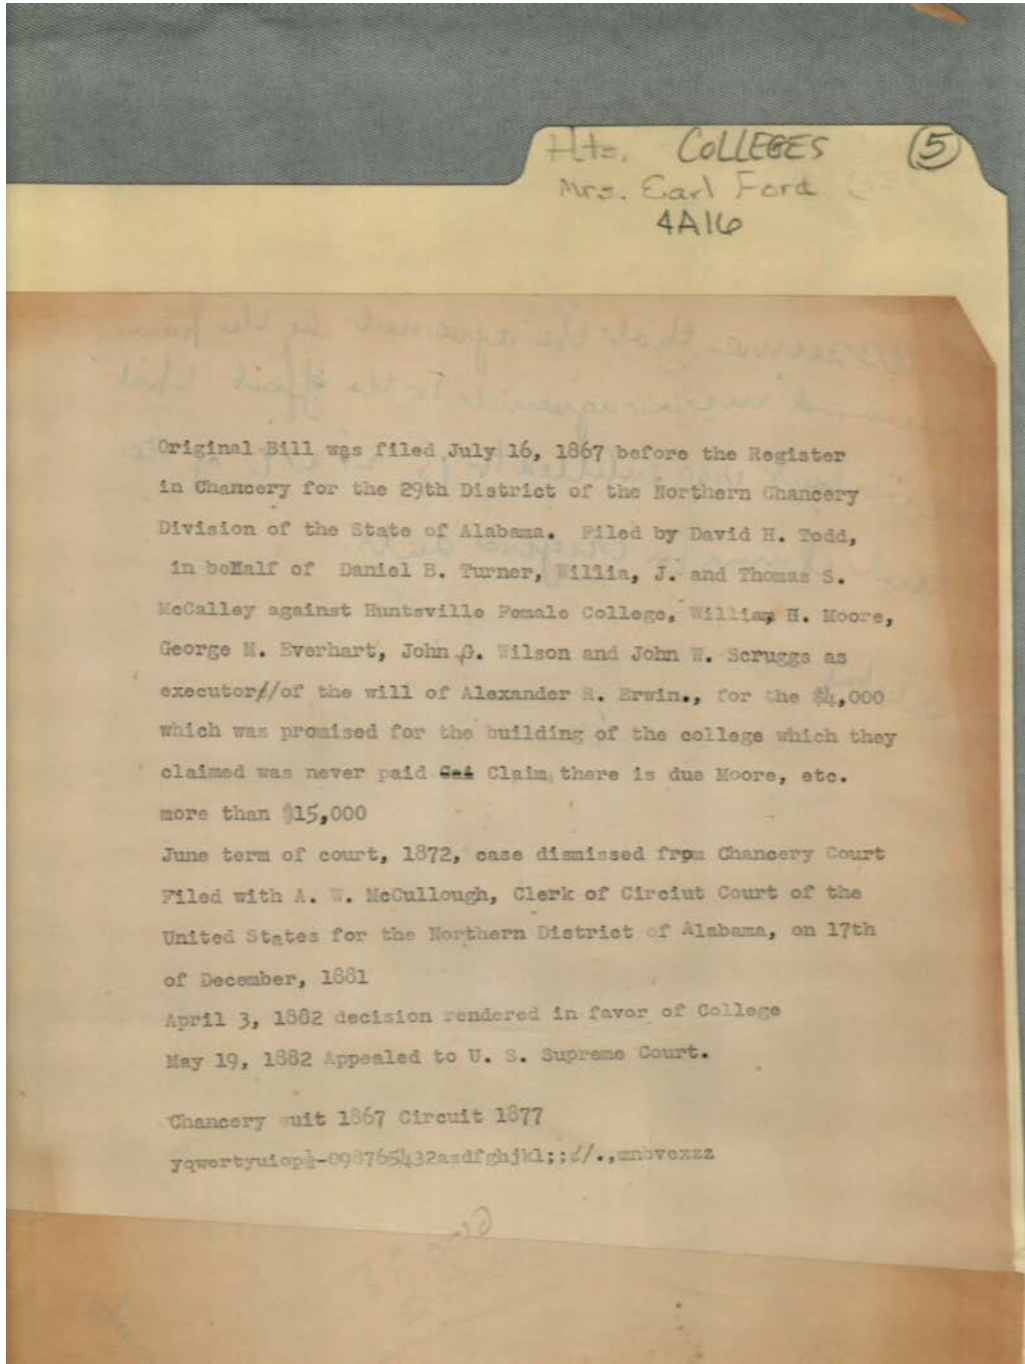 Hts. COLLEGES (5)
Mrs. Earl Ford
4A16
Original Bill was filed July 16, 1867 before the Register
in Chancery for the 29th District of the Northern Chancery
Division of the State of Alabama. Filed by David H. Todd,
in beHalf of Daniel B. Turner, Willia, J. and Thomas S.
McCalley against Huntsville Female College, William H. Moore,
George M. Everhart, John G. Wilson and John W. Scruggs as
executor//of the will of Alexander R. Erwin., for the $4,000
which was promised for the building of the college which they
claimed was never paid Claim there is due Moore, etc.
more than $15,000
June term of court, 1872, case dismissed from Chancery Court
Filed with A. W. McCullough, Clerk of Circiut Court of the
United States for the Northern District of Alabama, on 17th
of December, 1881
April 3, 1882 decision rendered in favor of College
May 19, 1882 Appealed to U. S. Supreme Court.
Chancery suit 1867 Circuit 1877
yqwertyuiop½-098765432asdfghjkl;;¢/.,mnbvcxzz